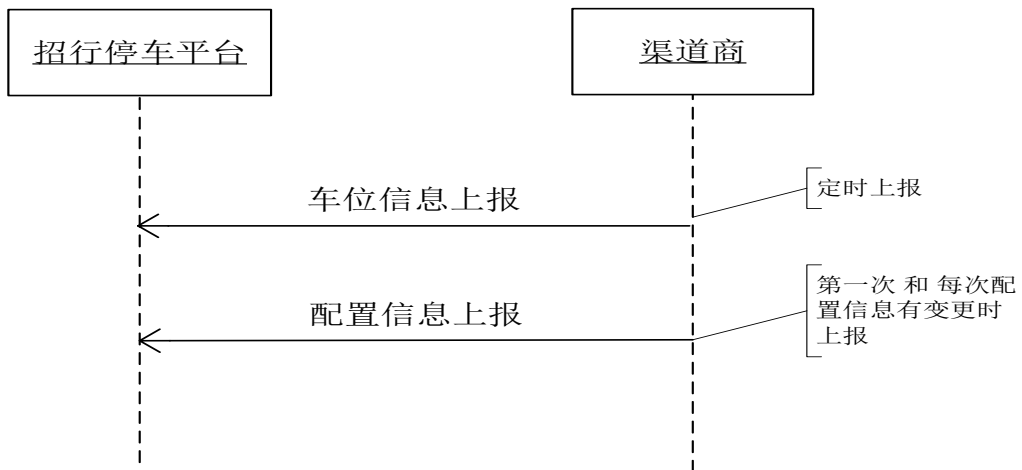 招行停车平台
渠道商
车位信息上报
定时上报
配置信息上报
第一次 和 每次配
置信息有变更时
上报